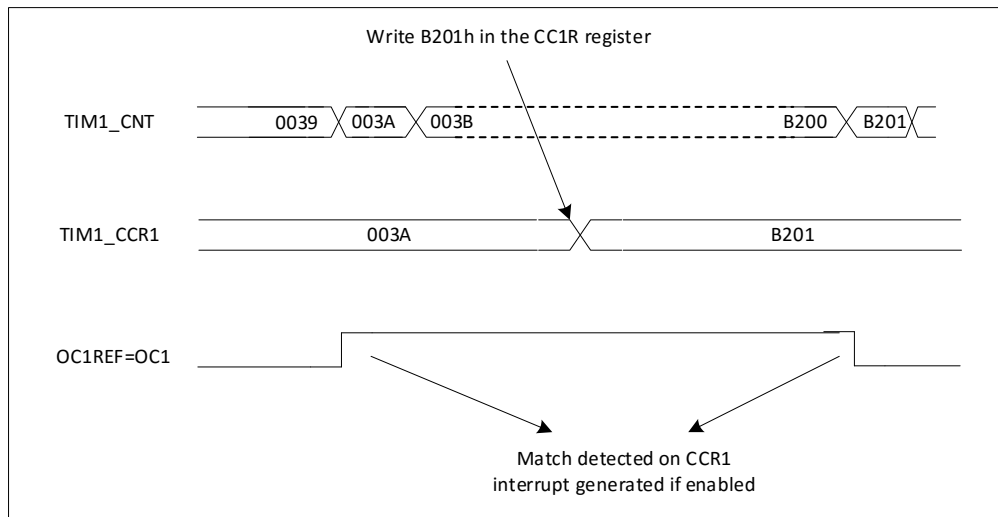 Write B201h in the CC1R register
TIM1_CNT 0039 003A 003B B200 B201
TIM1_CCR1 003A B201
OC1REF=OC1
Match detected on CCR1
interrupt generated if enabled